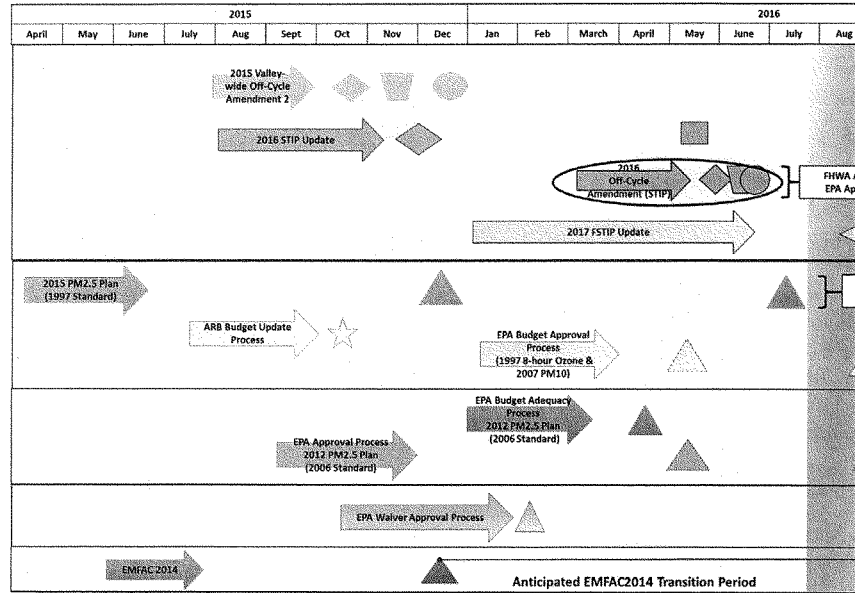 2015 2016
April May June July Aug Sept Oct Nov Dec Jan Feb March April May June July Aug
2015 Valley-
wide Off-Cycle
Amendment 2
2016 STIP Update
2016
Off-Cycle
Amendment (STIP)
FHWA A
EPA Ap
2017 FSTIP Update
2015 PM2.5 Plan
(1997 Standard)
ARB Budget Update
Process
EPA Budget Approval
Process
(1997 8-hour Ozone &
2007 PM10)
EPA Budget Adequacy
Process
2012 PM2.5 Plan
(2006 Standard)
EPA Approval Process
2012 PM2.5 Plan
(2006 Standard)
EPA Waiver Approval Process
EMFAC 2014
Anticipated EMFAC2014 Transition Period